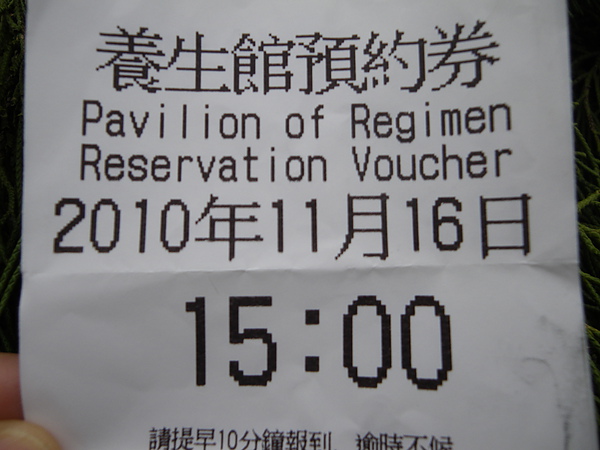 養生館預約券
Pavilion of Regimen
Reservation Voucher
2010年11月16日
15:00
請提早10分鐘報到、逾時不候